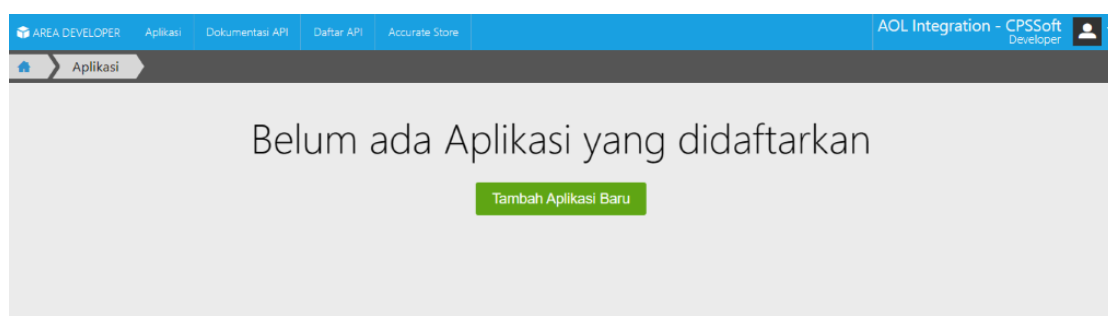 AREA DEVELOPER Aplikasi Dokumentasi API Daftar API Accurate Store
AOL Integration - CPSSoft
Developer
Aplikasi
Belum ada Aplikasi yang didaftarkan
Tambah Aplikasi Baru